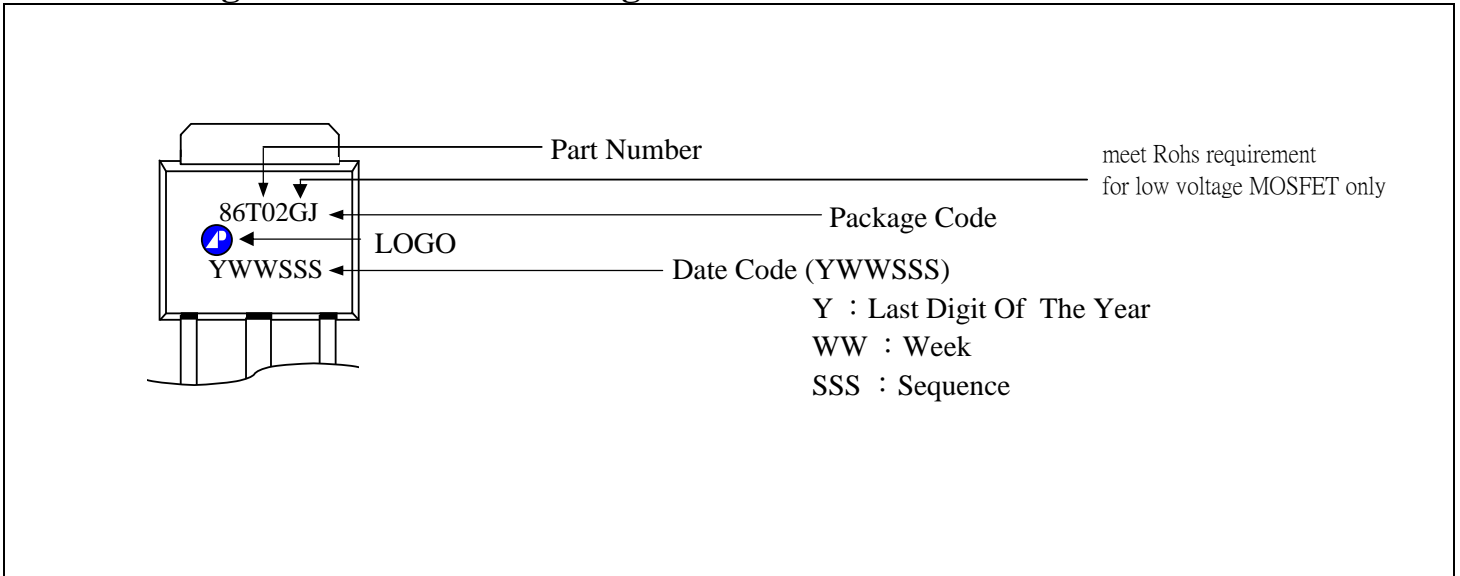 Part Number
meet Rohs requirement
for low voltage MOSFET only
86T02GJ
Package Code
LOGO
YWWSSS
Date Code (YWWSSS)
Y ：Last Digit Of The Year
WW ：Week
SSS ：Sequence